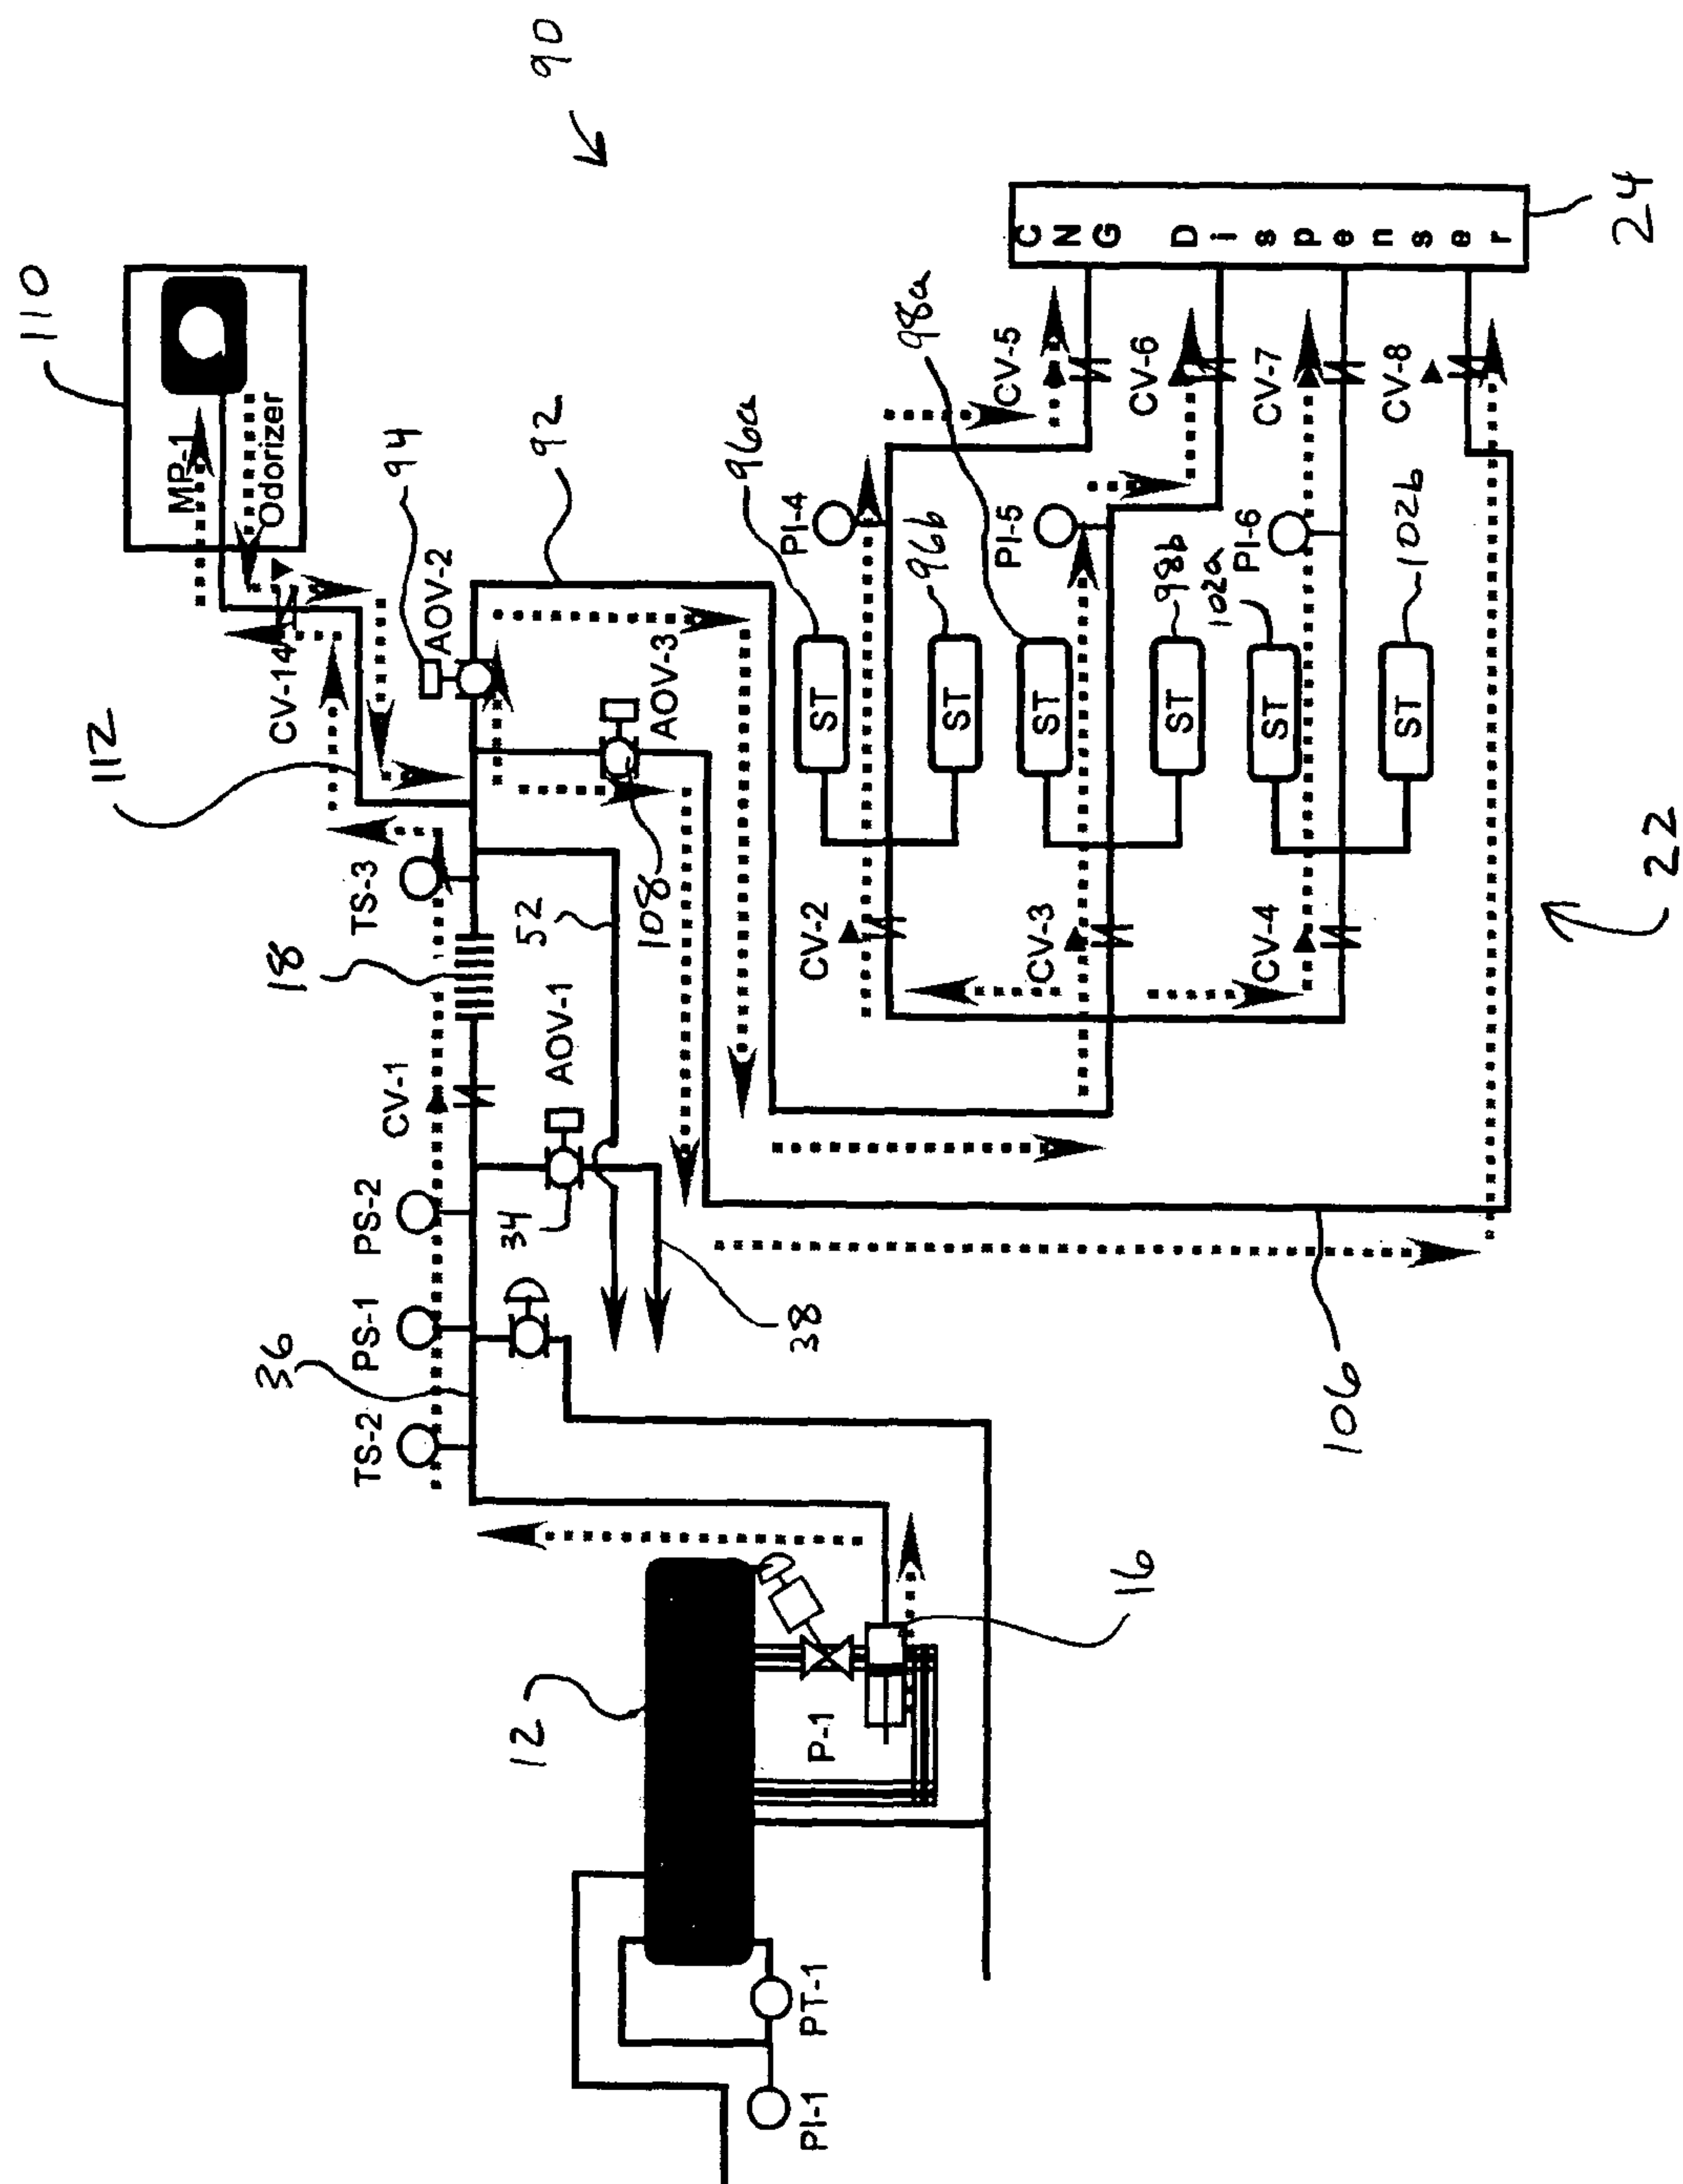 90
110
MP-1
Odorizer
CV-14
112
94
AOV-2
92
AOV-3
108
TS-3
18
52
CV-1
AOV-1
PS-2
34
PS-1
36
TS-2
38
106
12
P-1
16
PT-1
PI-1
96a
PI-4
96b
98a
PI-5
98b
102a
PI-6
102b
ST
ST
ST
ST
ST
ST
CV-2
CV-3
CV-4
CV-5
CV-6
CV-7
CV-8
CNG Dispenser
24
22